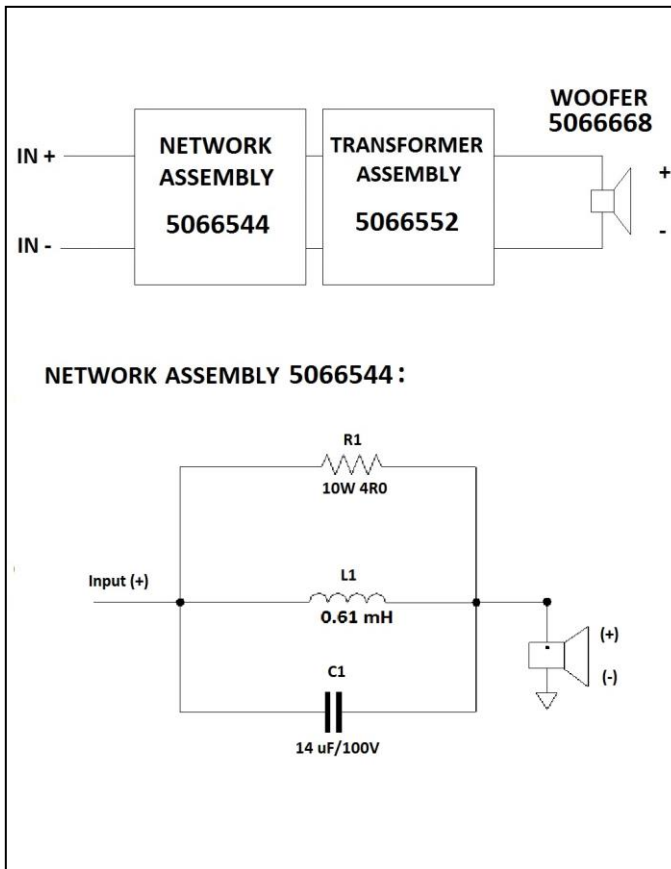 WOOFER
5066668
NETWORK
ASSEMBLY
5066544
TRANSFORMER
ASSEMBLY
5066552
IN +
IN -
+
-
NETWORK ASSEMBLY 5066544:
R1
10W 4R0
Input (+)
L1
0.61 mH
(+)
(-)
C1
14 uF/100V